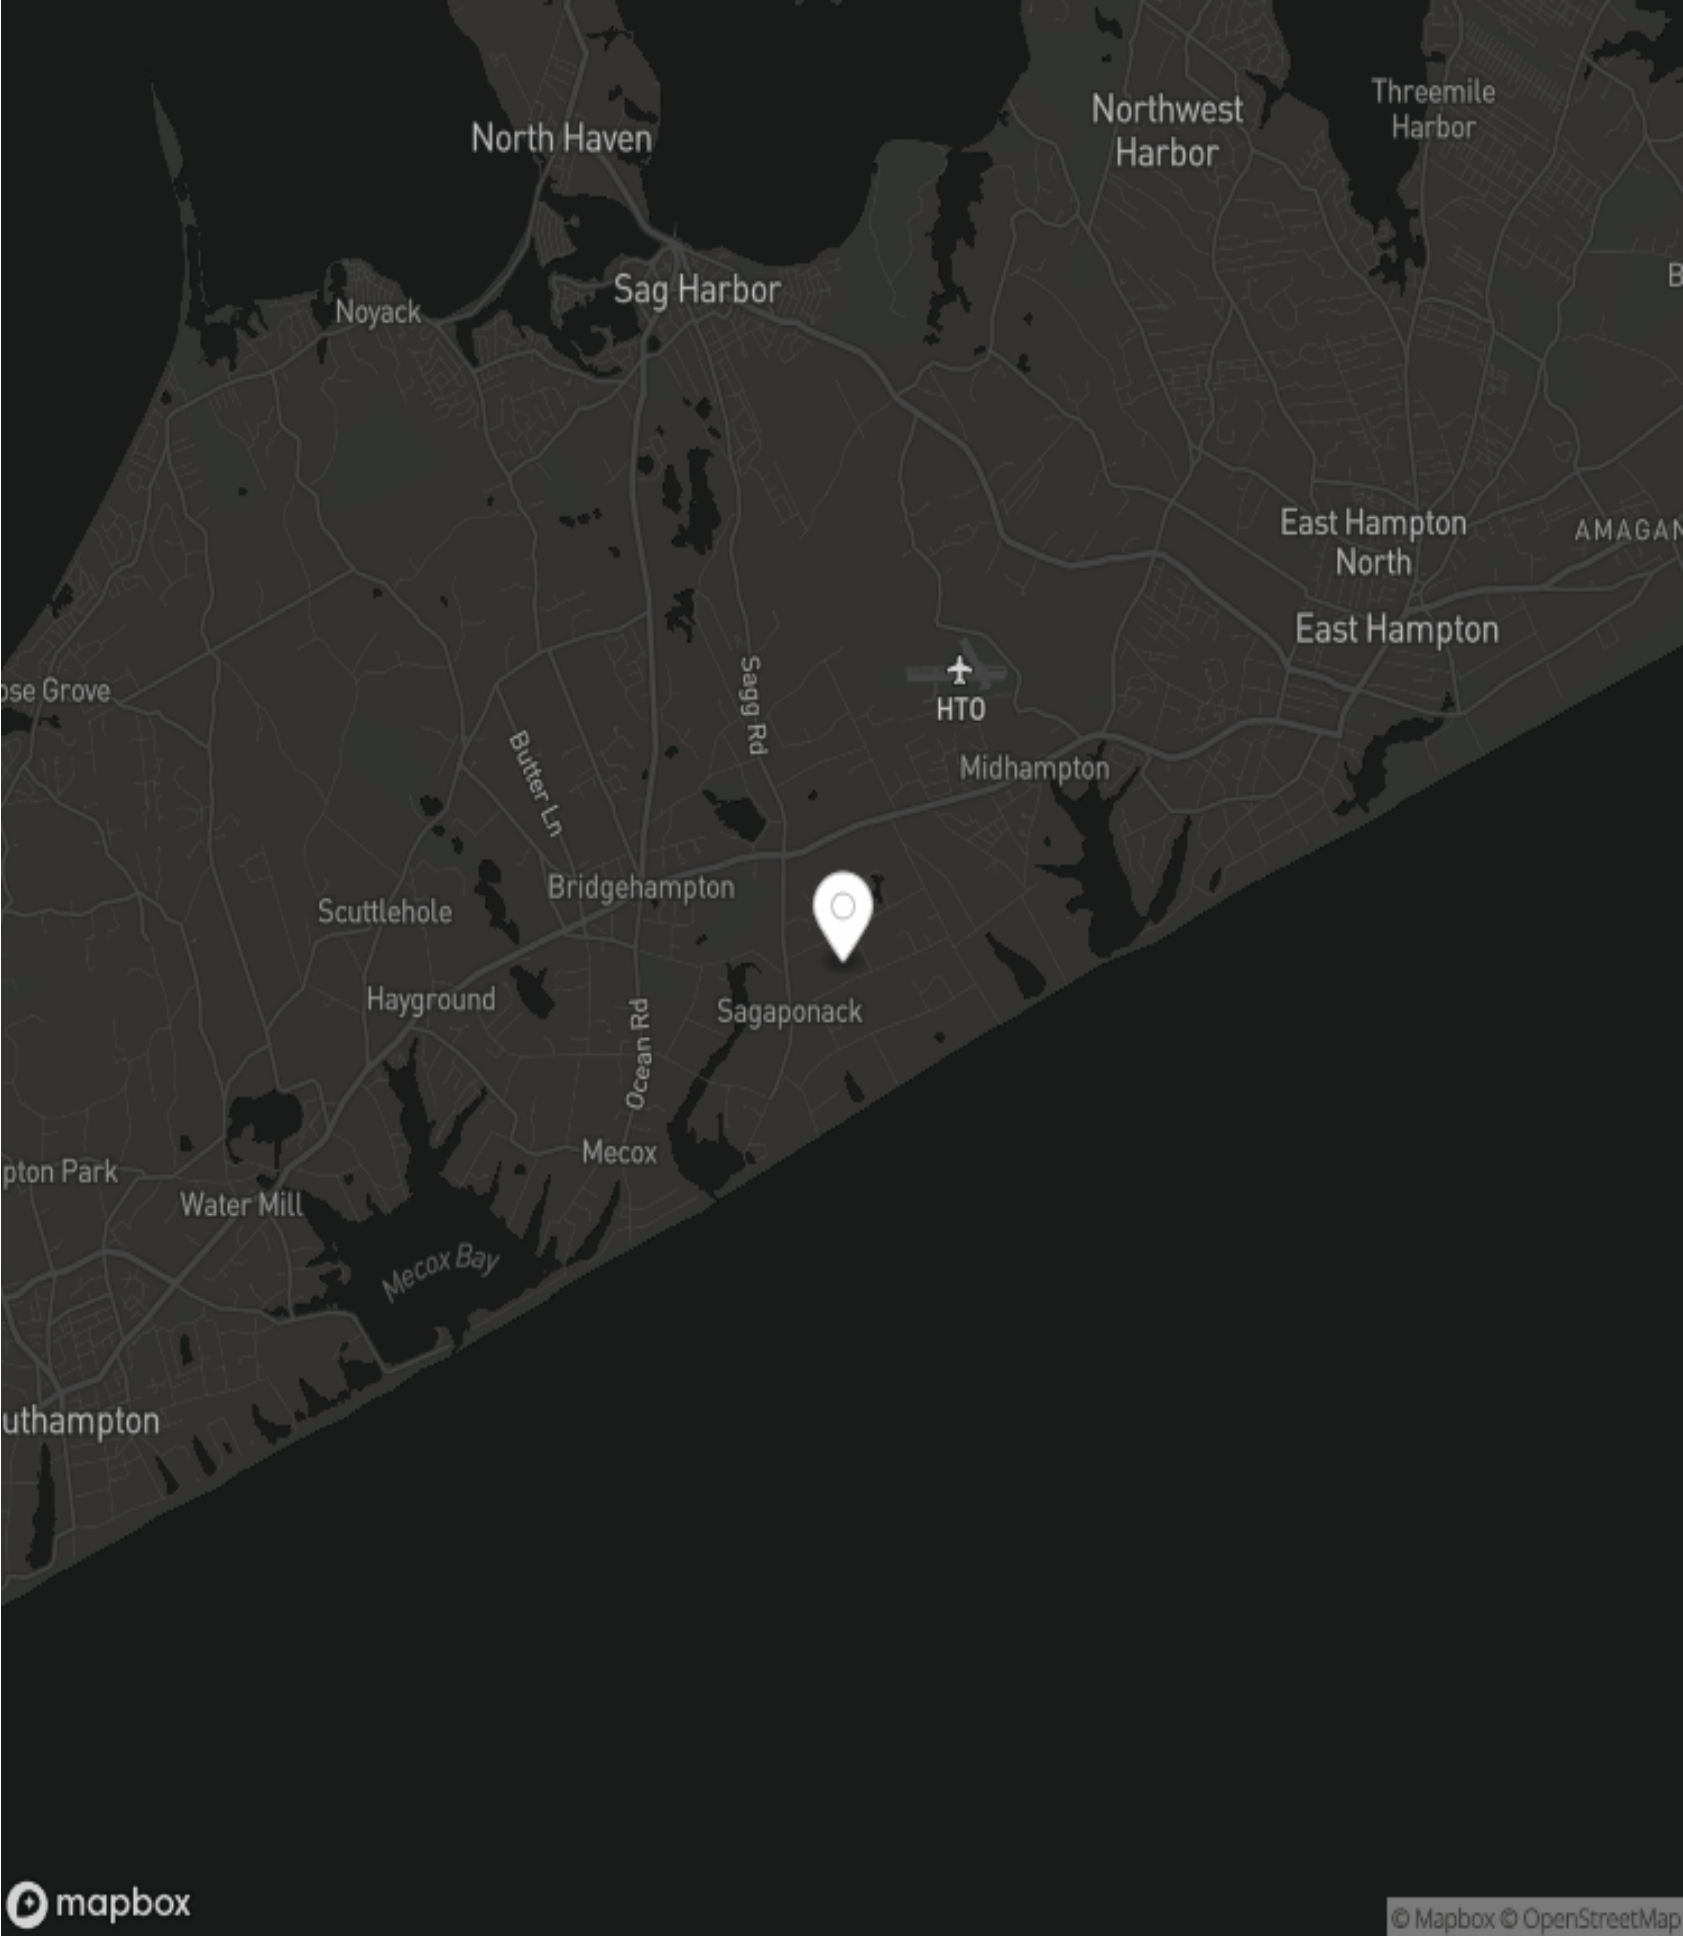 Threemile
Harbor
Northwest
Harbor
North Haven
B
Sag Harbor
Noyack
East Hampton
North
AMAGAN
East Hampton
Sagg Rd
ose Grove
HTO
Butter Ln
Midhampton
Bridgehampton
Scuttlehole
Hayground
Sagaponack
Ocean Rd
Mecox
pton Park
Water Mill
Mecox Bay
uthampton
mapbox
© Mapbox © OpenStreetMap